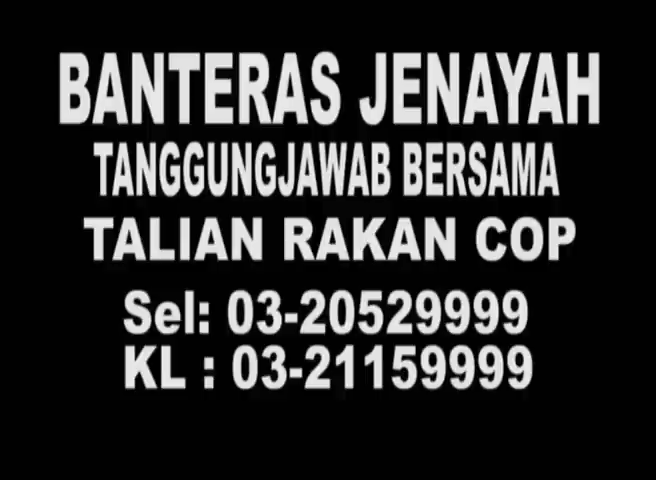 BANTERAS JENAYAH
TANGGUNGJAWAB BERSAMA
TALIAN RAKAN COP
Sel: 03-20529999
KL : 03-21159999